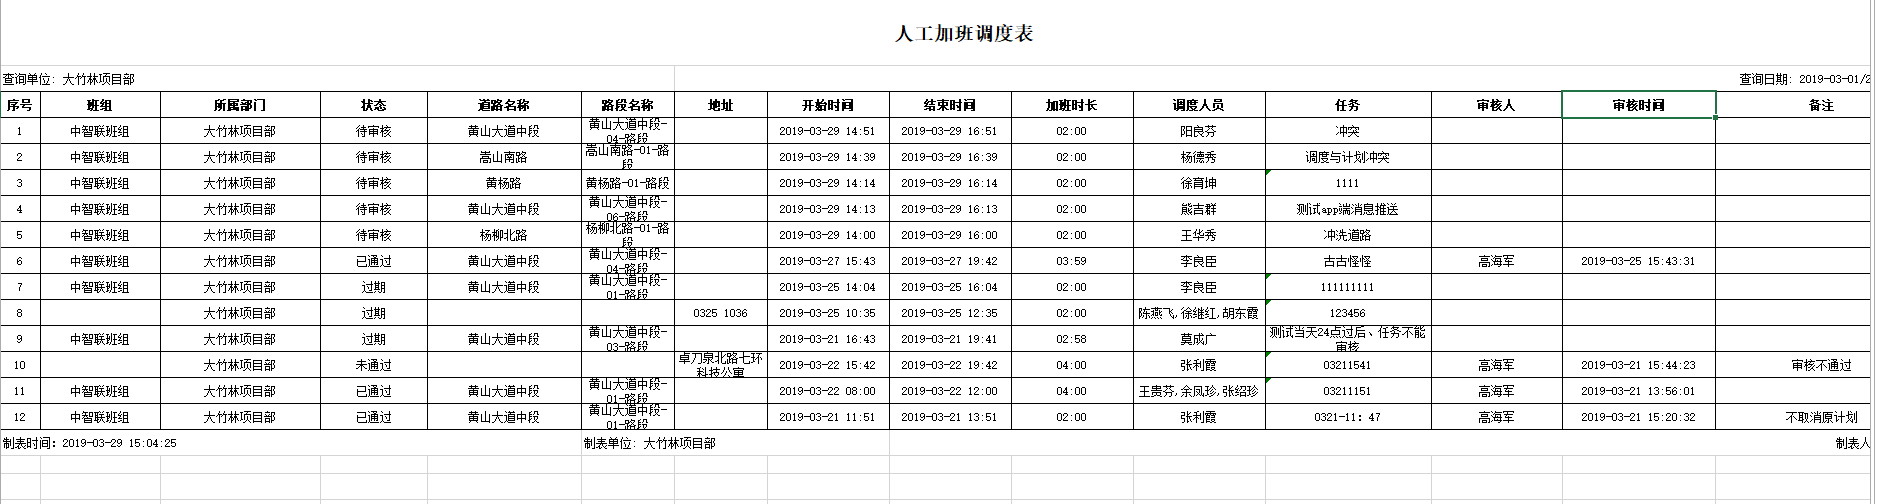 人工加班调度表
查询单位: 大竹林项目部 查询日期: 2019-03-01/2
序号 班组 所属部门 状态 道路名称 路段名称 地址 开始时间 结束时间 加班时长 调度人员 任务 审核人 审核时间 备注
1 中智联班组 大竹林项目部 待审核 黄山大道中段 黄山大道中段-04-路段 2019-03-29 14:51 2019-03-29 16:51 02:00 阳良芬 冲突
2 中智联班组 大竹林项目部 待审核 嵩山南路 嵩山南路-01-路段 2019-03-29 14:39 2019-03-29 16:39 02:00 杨德秀 调度与计划冲突
3 中智联班组 大竹林项目部 待审核 黄杨路 黄杨路-01-路段 2019-03-29 14:14 2019-03-29 16:14 02:00 徐育坤 1111
4 中智联班组 大竹林项目部 待审核 黄山大道中段 黄山大道中段-06-路段 2019-03-29 14:13 2019-03-29 16:13 02:00 熊吉群 测试app端消息推送
5 中智联班组 大竹林项目部 待审核 杨柳北路 杨柳北路-01-路段 2019-03-29 14:00 2019-03-29 16:00 02:00 王华秀 冲洗道路
6 中智联班组 大竹林项目部 已通过 黄山大道中段 黄山大道中段-04-路段 2019-03-27 15:43 2019-03-27 19:42 03:59 李良臣 古古怪怪 高海军 2019-03-25 15:43:31
7 中智联班组 大竹林项目部 过期 黄山大道中段 黄山大道中段-01-路段 2019-03-25 14:04 2019-03-25 16:04 02:00 李良臣 111111111
8 大竹林项目部 过期 0325 1036 2019-03-25 10:35 2019-03-25 12:35 02:00 陈燕飞,徐继红,胡东霞 123456
9 中智联班组 大竹林项目部 过期 黄山大道中段 黄山大道中段-03-路段 2019-03-21 16:43 2019-03-21 19:41 02:58 莫成广 测试当天24点过后、任务不能审核
10 大竹林项目部 未通过 卓刀泉北路七环科技公寓 2019-03-22 15:42 2019-03-22 19:42 04:00 张利霞 03211541 高海军 2019-03-21 15:44:23 审核不通过
11 中智联班组 大竹林项目部 已通过 黄山大道中段 黄山大道中段-01-路段 2019-03-22 08:00 2019-03-22 12:00 04:00 王贵芬,余凤珍,张绍珍 03211151 高海军 2019-03-21 13:56:01
12 中智联班组 大竹林项目部 已通过 黄山大道中段 黄山大道中段-01-路段 2019-03-21 11:51 2019-03-21 13:51 02:00 张利霞 0321-11：47 高海军 2019-03-21 15:20:32 不取消原计划
制表时间：2019-03-29 15:04:25 制表单位: 大竹林项目部 制表人